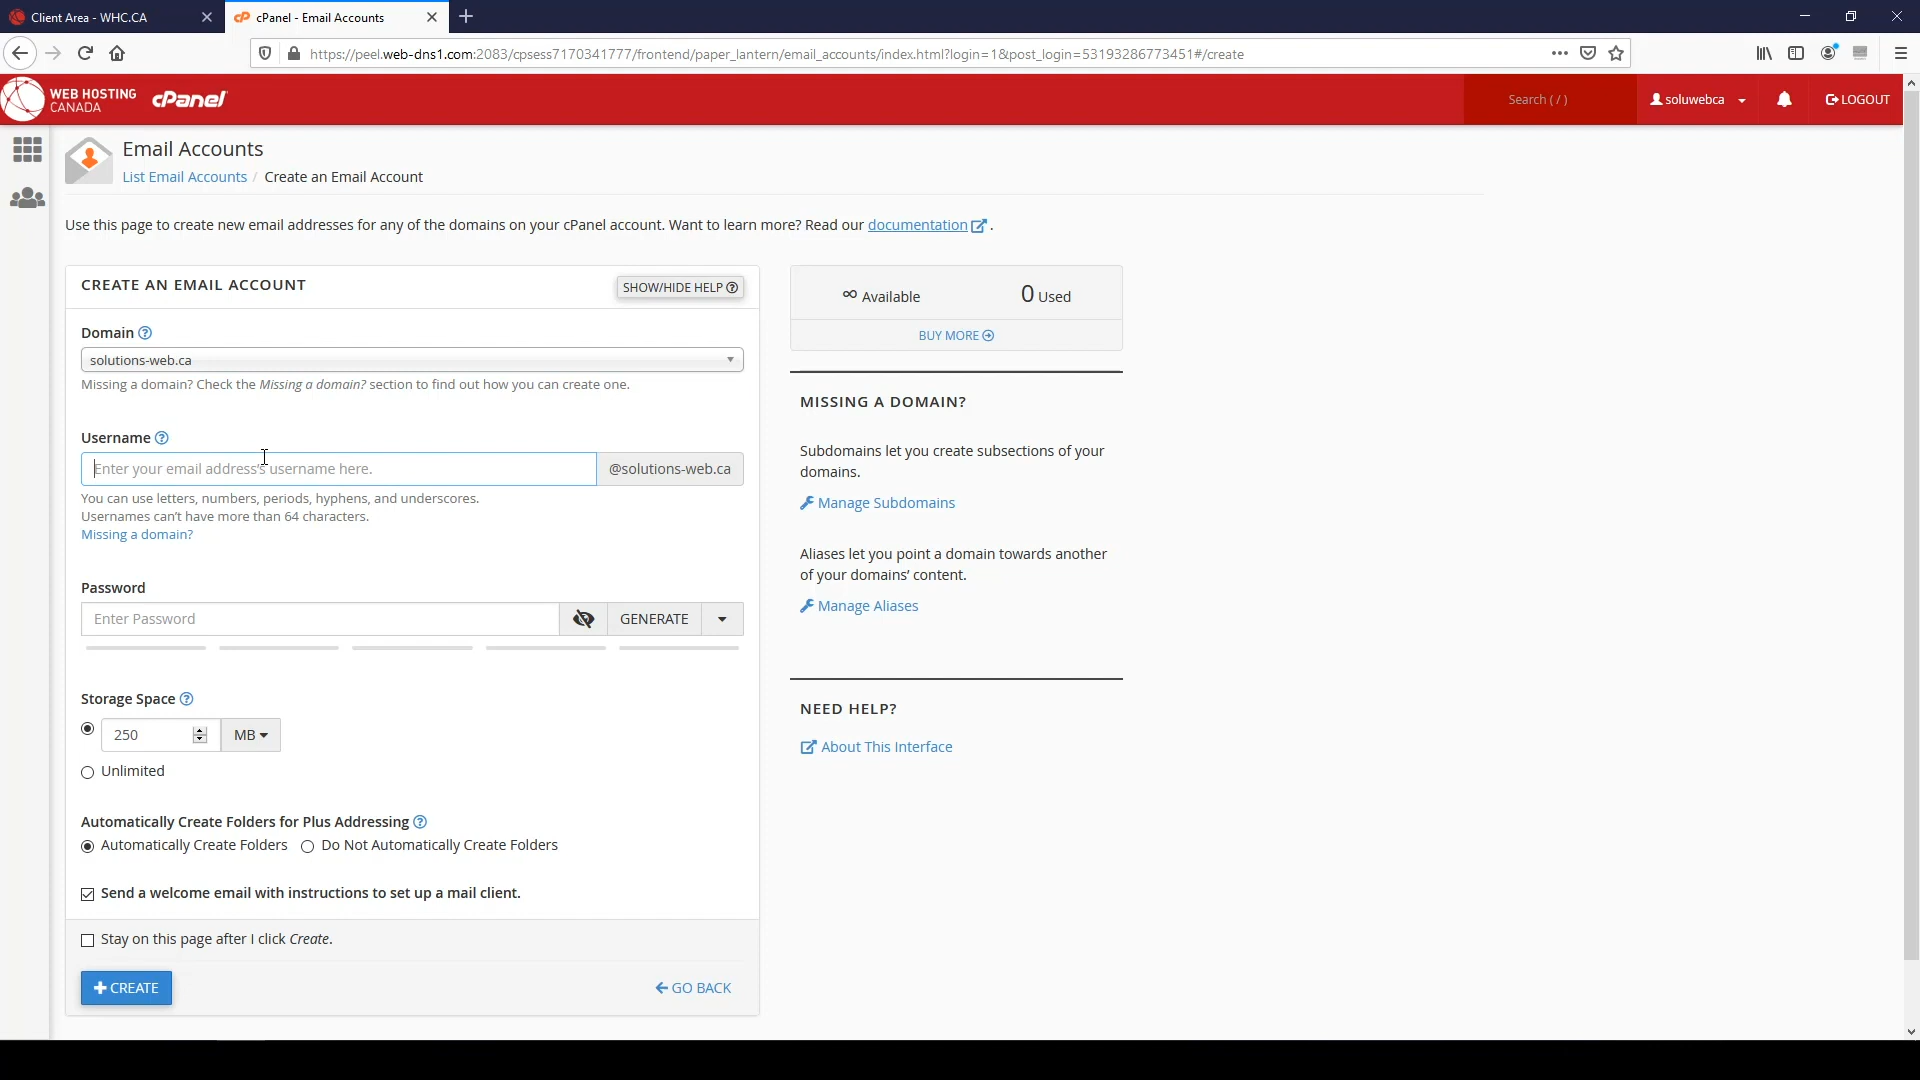 Client Area - WHC.CA
cPanel - Email Accounts
https://peel.web-dns1.com:2083/cpsess7170341777/frontend/paper_lantern/email_accounts/index.html?login=1&post_login=53193286773451#/create
WEB HOSTING
CANADA
cPanel
Search ( / )
soluwebca
LOGOUT
Email Accounts
List Email Accounts / Create an Email Account
Use this page to create new email addresses for any of the domains on your cPanel account. Want to learn more? Read our documentation .
CREATE AN EMAIL ACCOUNT
SHOW/HIDE HELP
Domain
solutions-web.ca
Missing a domain? Check the Missing a domain? section to find out how you can create one.
Username
Enter your email address's username here.
@solutions-web.ca
You can use letters, numbers, periods, hyphens, and underscores.
Usernames can't have more than 64 characters.
Missing a domain?
Password
Enter Password
GENERATE
Storage Space
250
MB
Unlimited
Automatically Create Folders for Plus Addressing
Automatically Create Folders
Do Not Automatically Create Folders
Send a welcome email with instructions to set up a mail client.
Stay on this page after I click Create.
CREATE
GO BACK
∞ Available
0 Used
BUY MORE
MISSING A DOMAIN?
Subdomains let you create subsections of your
domains.
Manage Subdomains
Aliases let you point a domain towards another
of your domains' content.
Manage Aliases
NEED HELP?
About This Interface